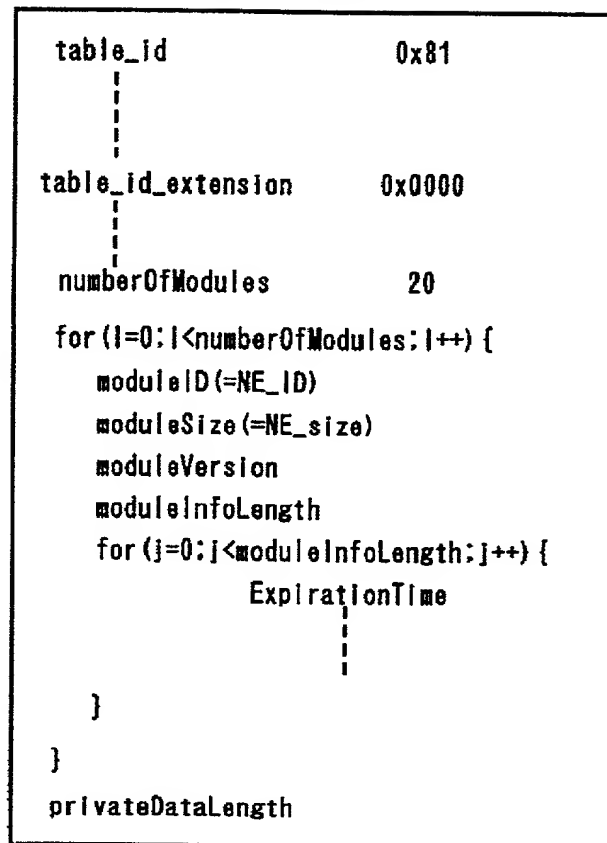 table_id 0x81
table_id_extension 0x0000
numberOfModules 20
for(i=0;i<numberOfModules;i++){
moduleID(=NE_ID)
moduleSize(=NE_size)
moduleVersion
moduleInfoLength
for(j=0;j<moduleInfoLength;j++){
ExpirationTime
}
}
privateDataLength